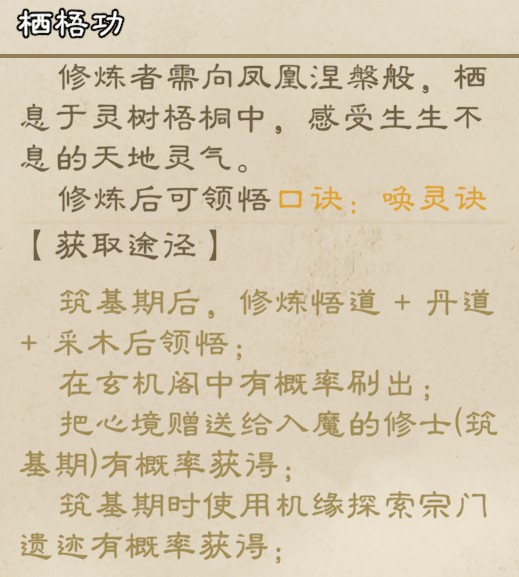 栖梧功
修炼者需向凤凰涅槃般，栖
息于灵树梧桐中，感受生生不
息的天地灵气。
修炼后可领悟口诀：唤灵诀
【获取途径】
筑基期后，修炼悟道 + 丹道
+ 采木后领悟；
在玄机阁中有概率刷出；
把心境赠送给入魔的修士(筑
基期)有概率获得；
筑基期时使用机缘探索宗门
遗迹有概率获得；